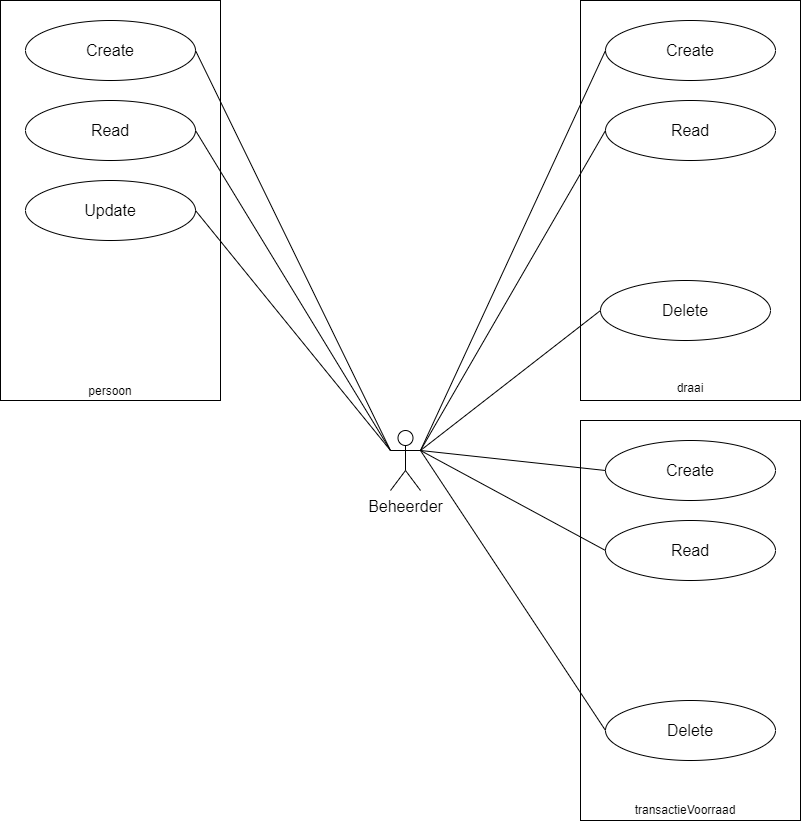 Create
Read
Update
persoon
Create
Read
Delete
draai
Beheerder
Create
Read
Delete
transactieVoorraad